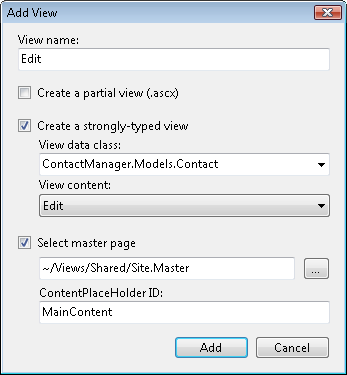 Add View
View name:
Edit
Create a partial view (.ascx)
Create a strongly-typed view
View data class:
ContactManager.Models.Contact
View content:
Edit
Select master page
~/Views/Shared/Site.Master
...
ContentPlaceHolder ID:
MainContent
Add Cancel